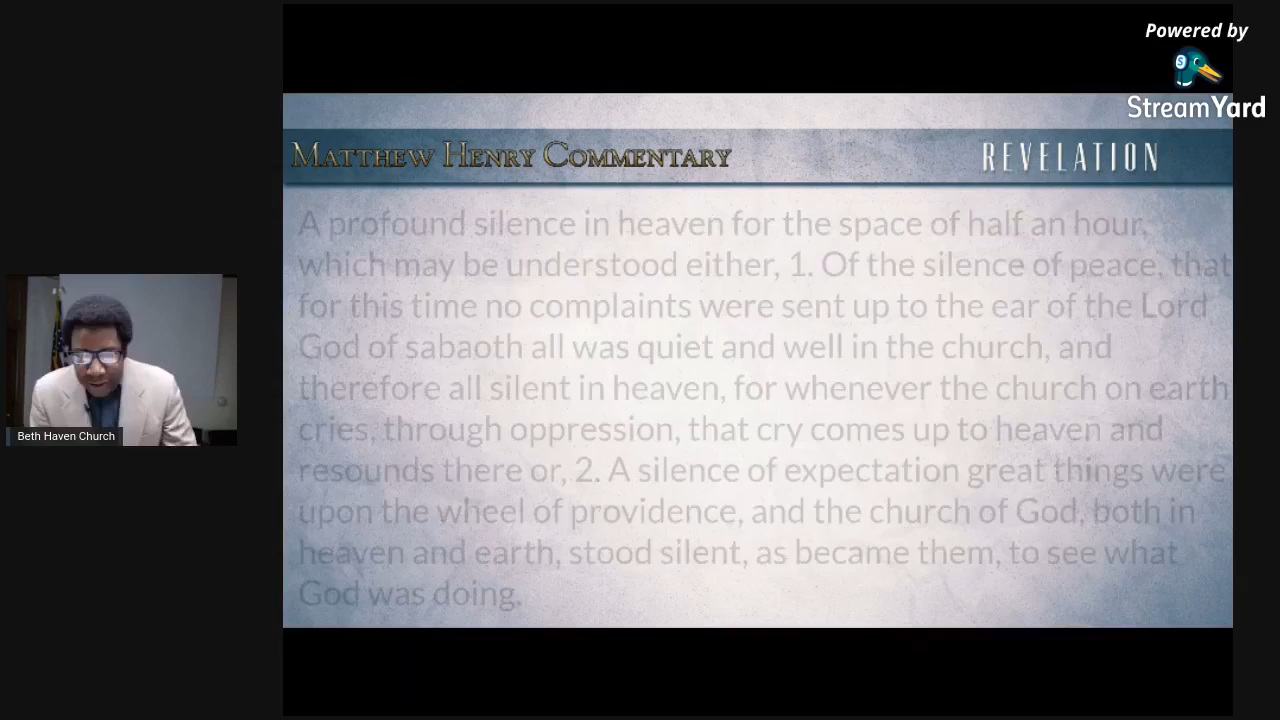 Powered by
StreamYard
MATTHEW HENRY COMMENTARY
REVELATION
A profound silence in heaven for the space of half an hour,
which may be understood either, 1. Of the silence of peace, that
for this time no complaints were sent up to the ear of the Lord
God of sabaoth all was quiet and well in the church, and
therefore all silent in heaven, for whenever the church on earth
cries, through oppression, that cry comes up to heaven and
resounds there or, 2. A silence of expectation great things were
upon the wheel of providence, and the church of God, both in
heaven and earth, stood silent, as became them, to see what
God was doing.
Beth Haven Church